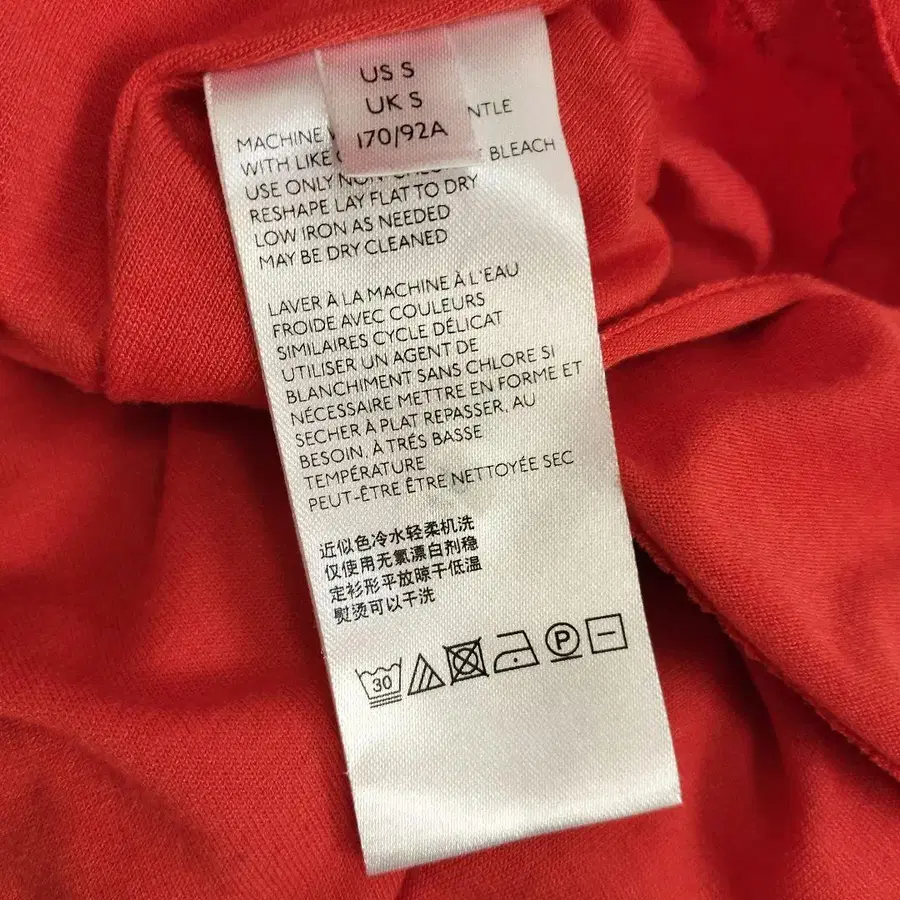 US S
UK S
170/92A
MACHINE NTLE
WITH LIKE
USE ONLY NON BLEACH
RESHAPE LAY FLAT TO DRY
LOW IRON AS NEEDED
MAY BE DRY CLEANED
LAVER À LA MACHINE À L'EAU
FROIDE AVEC COULEURS
SIMILAIRES CYCLE DÉLICAT
UTILISER UN AGENT DE
BLANCHIMENT SANS CHLORE SI
NÉCESSAIRE METTRE EN FORME ET
SECHER À PLAT REPASSER, AU
BESOIN, À TRÉS BASSE
TEMPÉRATURE
PEUT-ÊTRE ÊTRE NETTOYÉE SEC
近似色冷水轻柔机洗
仅使用无氯漂白剂稳
定衫形平放晾干低温
熨烫可以干洗
30 P